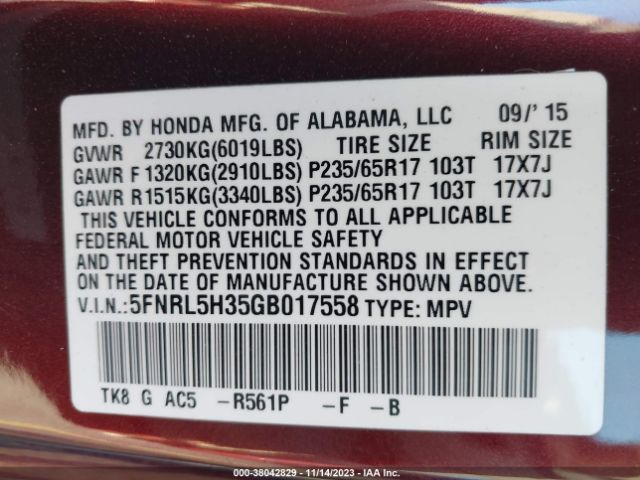 MFD. BY HONDA MFG. OF ALABAMA, LLC 09/' 15
GVWR 2730KG(6019LBS) TIRE SIZE RIM SIZE
GAWR F 1320KG(2910LBS) P235/65R17 103T 17X7J
GAWR R1515KG(3340LBS) P235/65R17 103T 17X7J
THIS VEHICLE CONFORMS TO ALL APPLICABLE
FEDERAL MOTOR VEHICLE SAFETY
AND THEFT PREVENTION STANDARDS IN EFFECT
ON THE DATE OF MANUFACTURE SHOWN ABOVE.
V.I.N.:5FNRL5H35GB017558 TYPE: MPV
TK8 G AC5 -R561P -F -B
#0 - 38042829 - 11/14/2023 - IAA Inc.